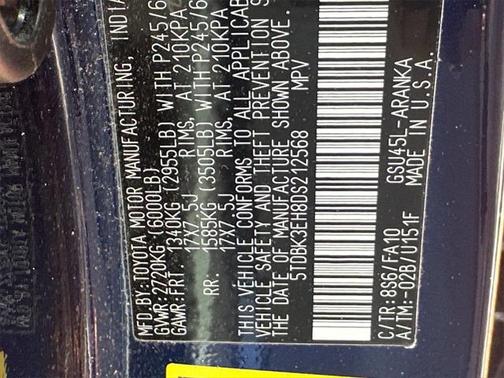 MFD.BY:TOYOTA MOTOR MANUFACTURING, INDIA
GVWR:2720KG(6000LB)
GAWR:FRT. 1340KG (2955LB) WITH P245/6
17X7.5J RIMS, AT 210KPA
RR. 1585KG (3505LB) WITH P245/6
17X7.5J RIMS, AT 210KPA
THIS VEHICLE CONFORMS TO ALL APPLICAB
VEHICLE SAFETY AND THEFT PREVENTION S
THE DATE OF MANUFACTURE SHOWN ABOVE.
5TDBK3EH8DS212568 MPV
C/TR:8S6/FA10 GSU45L-ARANKA
A/TM:-02B/U151F MADE IN U.S.A.